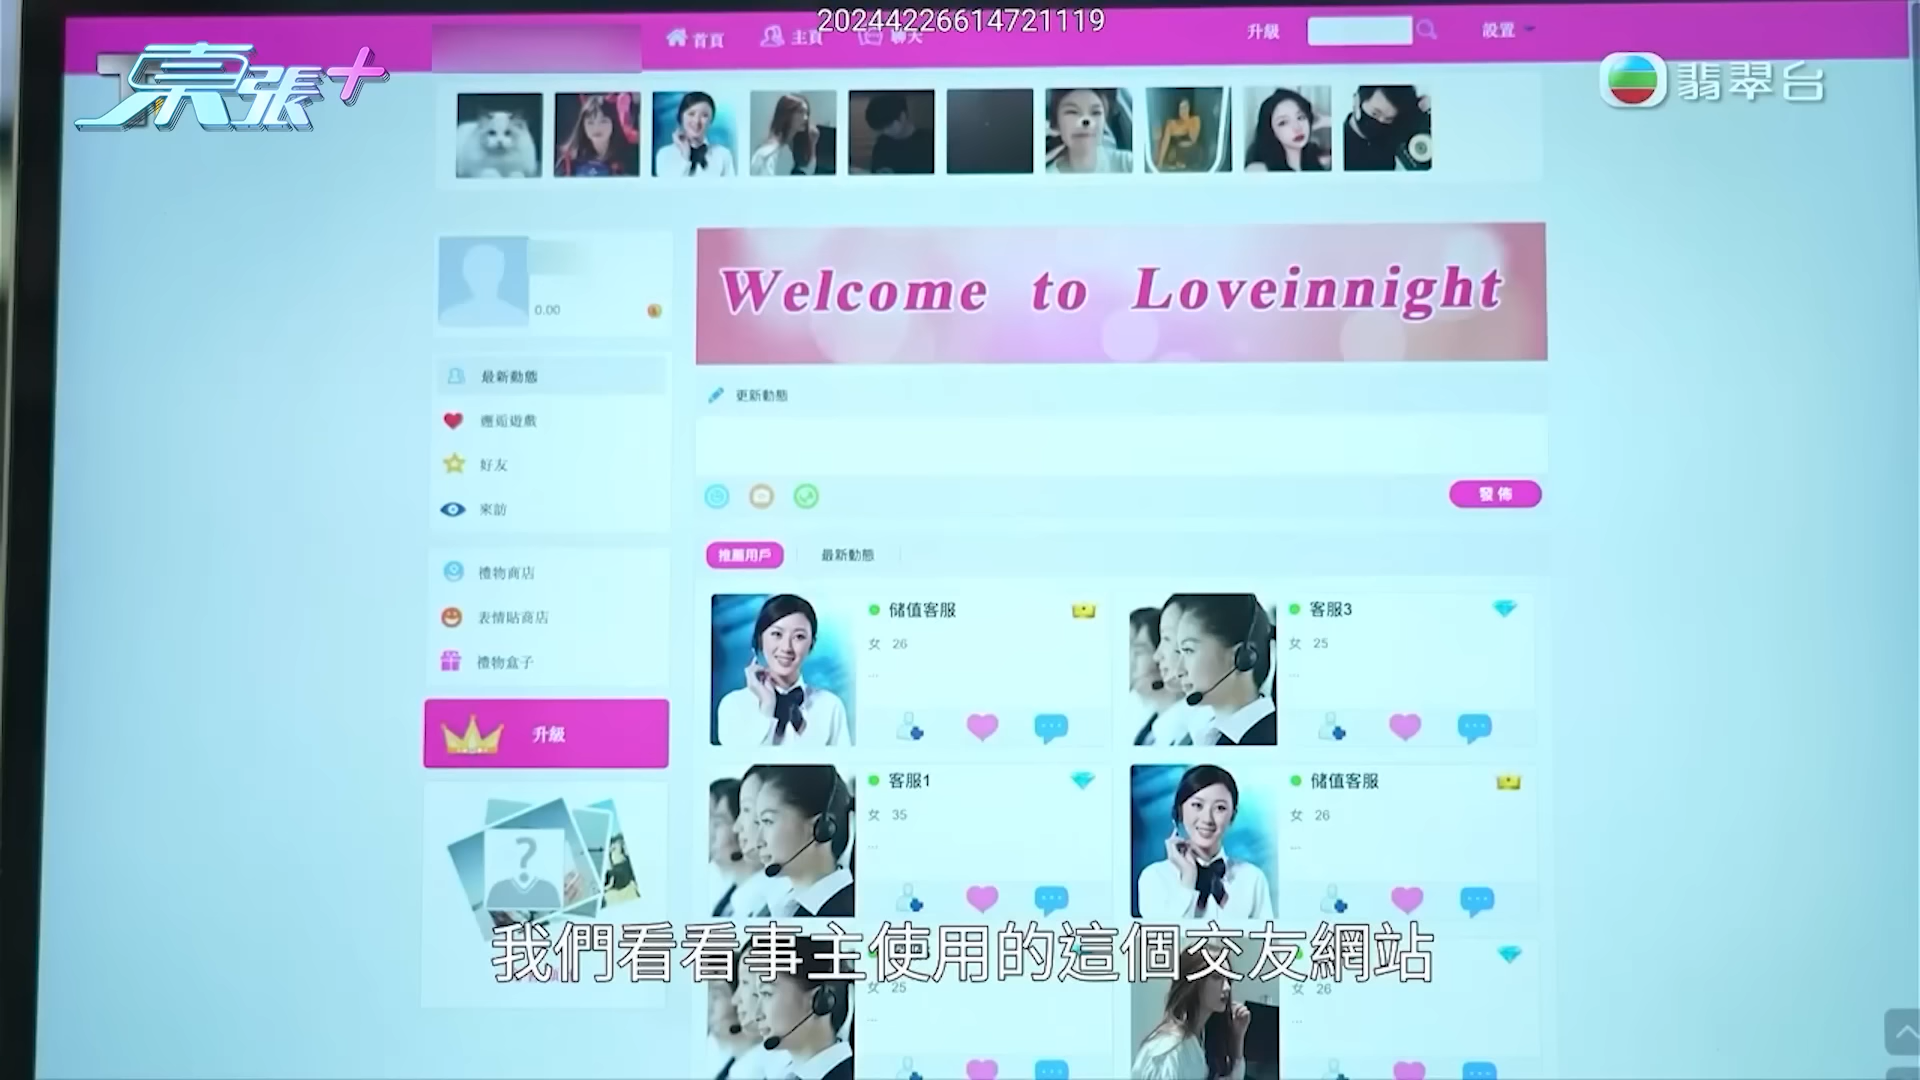 20244226614721119
首頁
主頁
聊天
升級
設置
東張+
翡翠台
Welcome to Loveinnight
0.00
最新動態
更新動態
邂逅遊戲
好友
來訪
發佈
推薦用戶
最新動態
禮物商店
表情貼商店
禮物盒子
升級
儲值客服
女 26
...
客服3
女 25
...
客服1
女 35
...
儲值客服
女 26
...
我們看看事主使用的這個交友網站
女 25
...
女 26
...